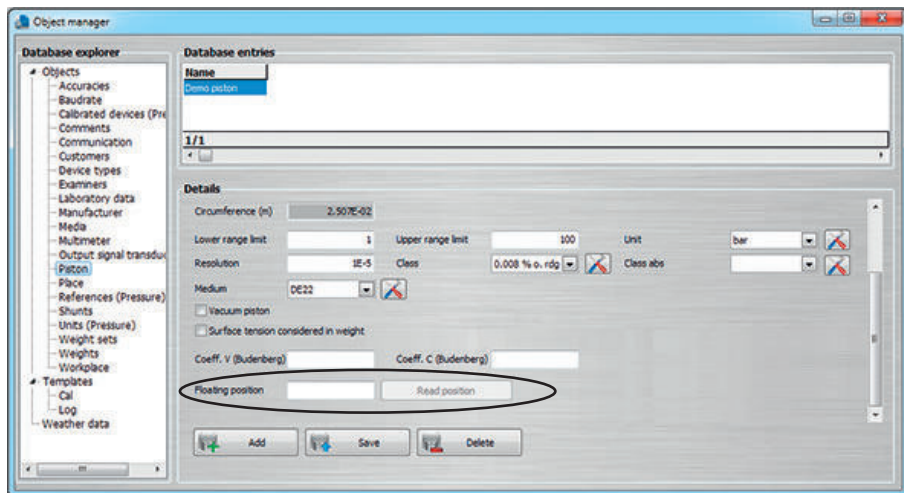 Object manager
Database explorer
Objects
Accuracies
Baudrate
Calibrated devices (Pre
Comments
Communication
Customers
Device types
Examiners
Laboratory data
Manufacturer
Media
Multimeter
Output signal transduc
Piston
Place
References (Pressure)
Shunts
Units (Pressure)
Weight sets
Weights
Workplace
Templates
Cal
Log
Weather data
Database entries
Name
Demo piston
1/1
Details
Circumference (m) 2.507E-02
Lower range limit 1 Upper range limit 100 Unit bar
Resolution 1E-5 Class 0.008 % o. rdg Class abs
Medium DE22
Vacuum piston
Surface tension considered in weight
Coeff. V (Budenberg) Coeff. C (Budenberg)
Floating position Read position
Add Save Delete